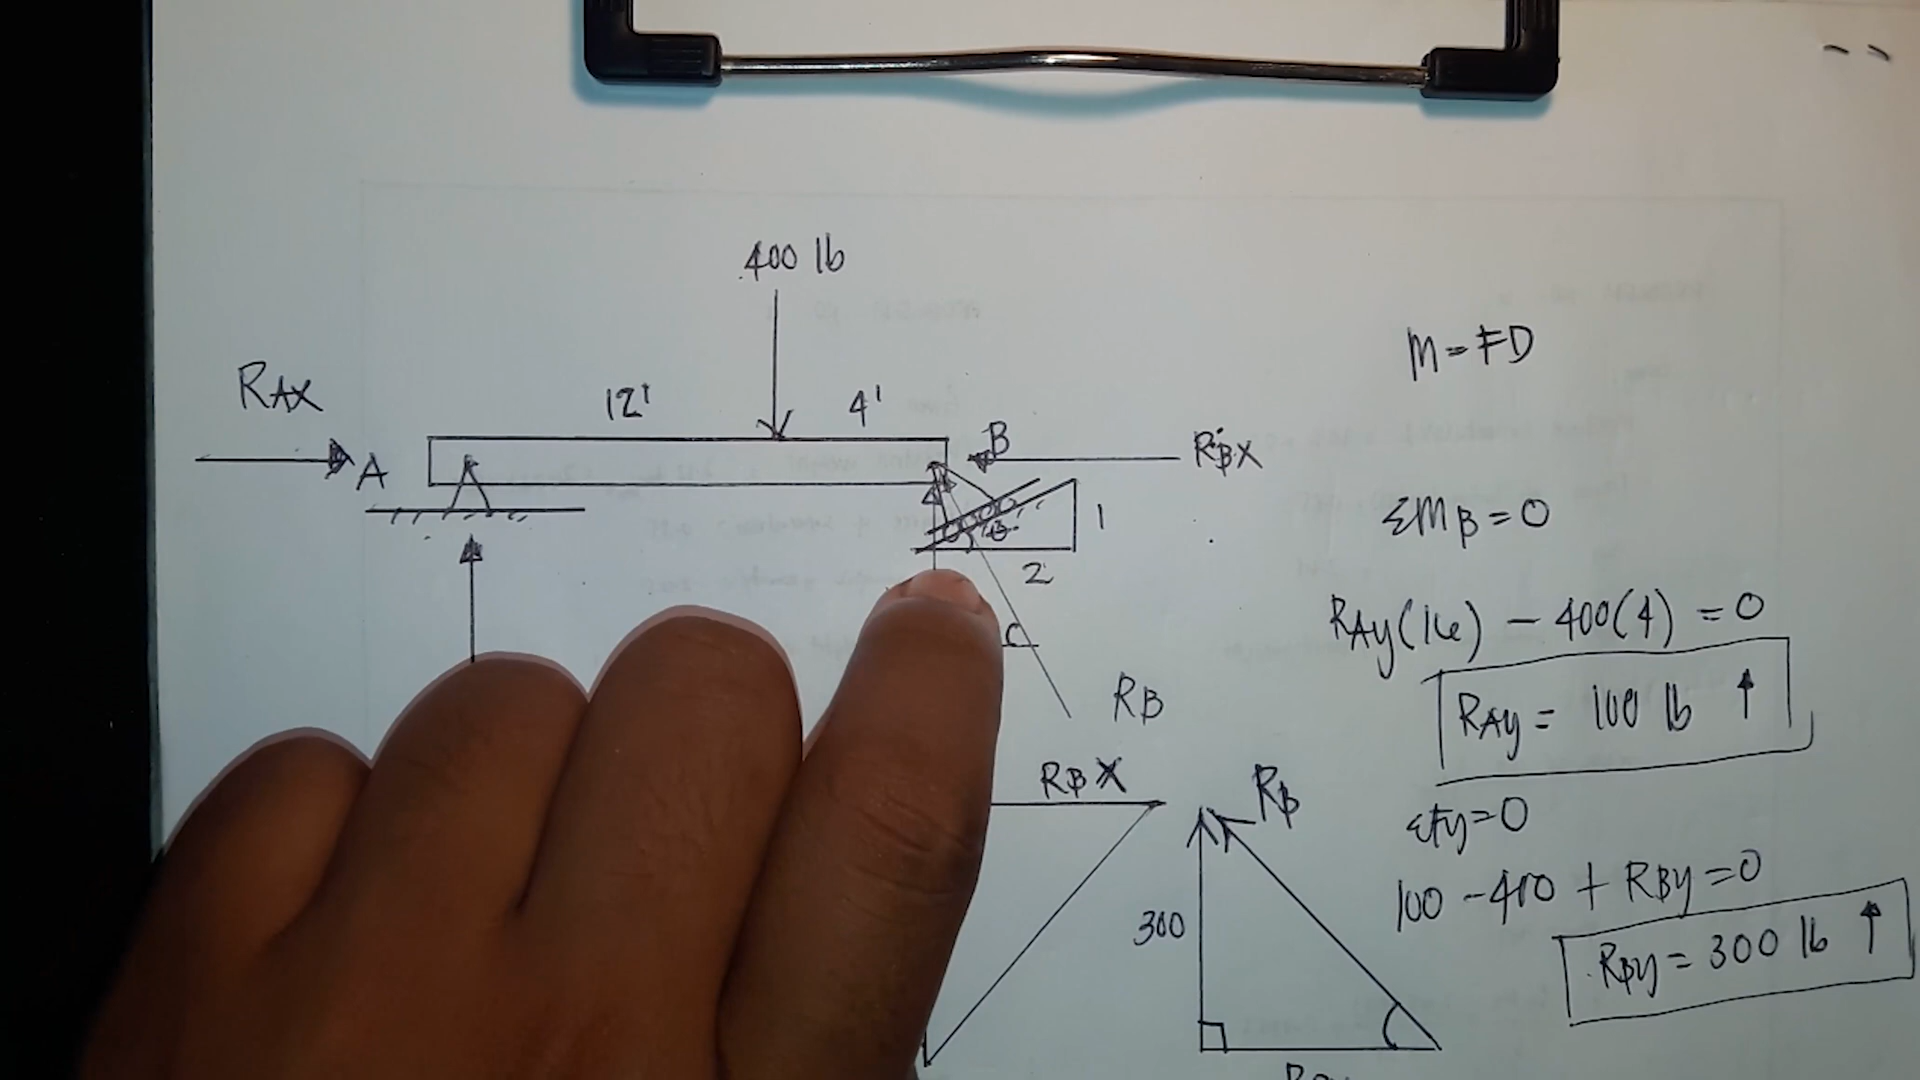 400 lb
RAX
12'
4'
A
B
RBX
1
2
θ
RB
RBX
300
RB
M = FD
ΣMB = 0
RAy(16) - 400(4) = 0
RAy = 100 lb ↑
ΣFy = 0
100 - 400 + RBy = 0
RBy = 300 lb ↑